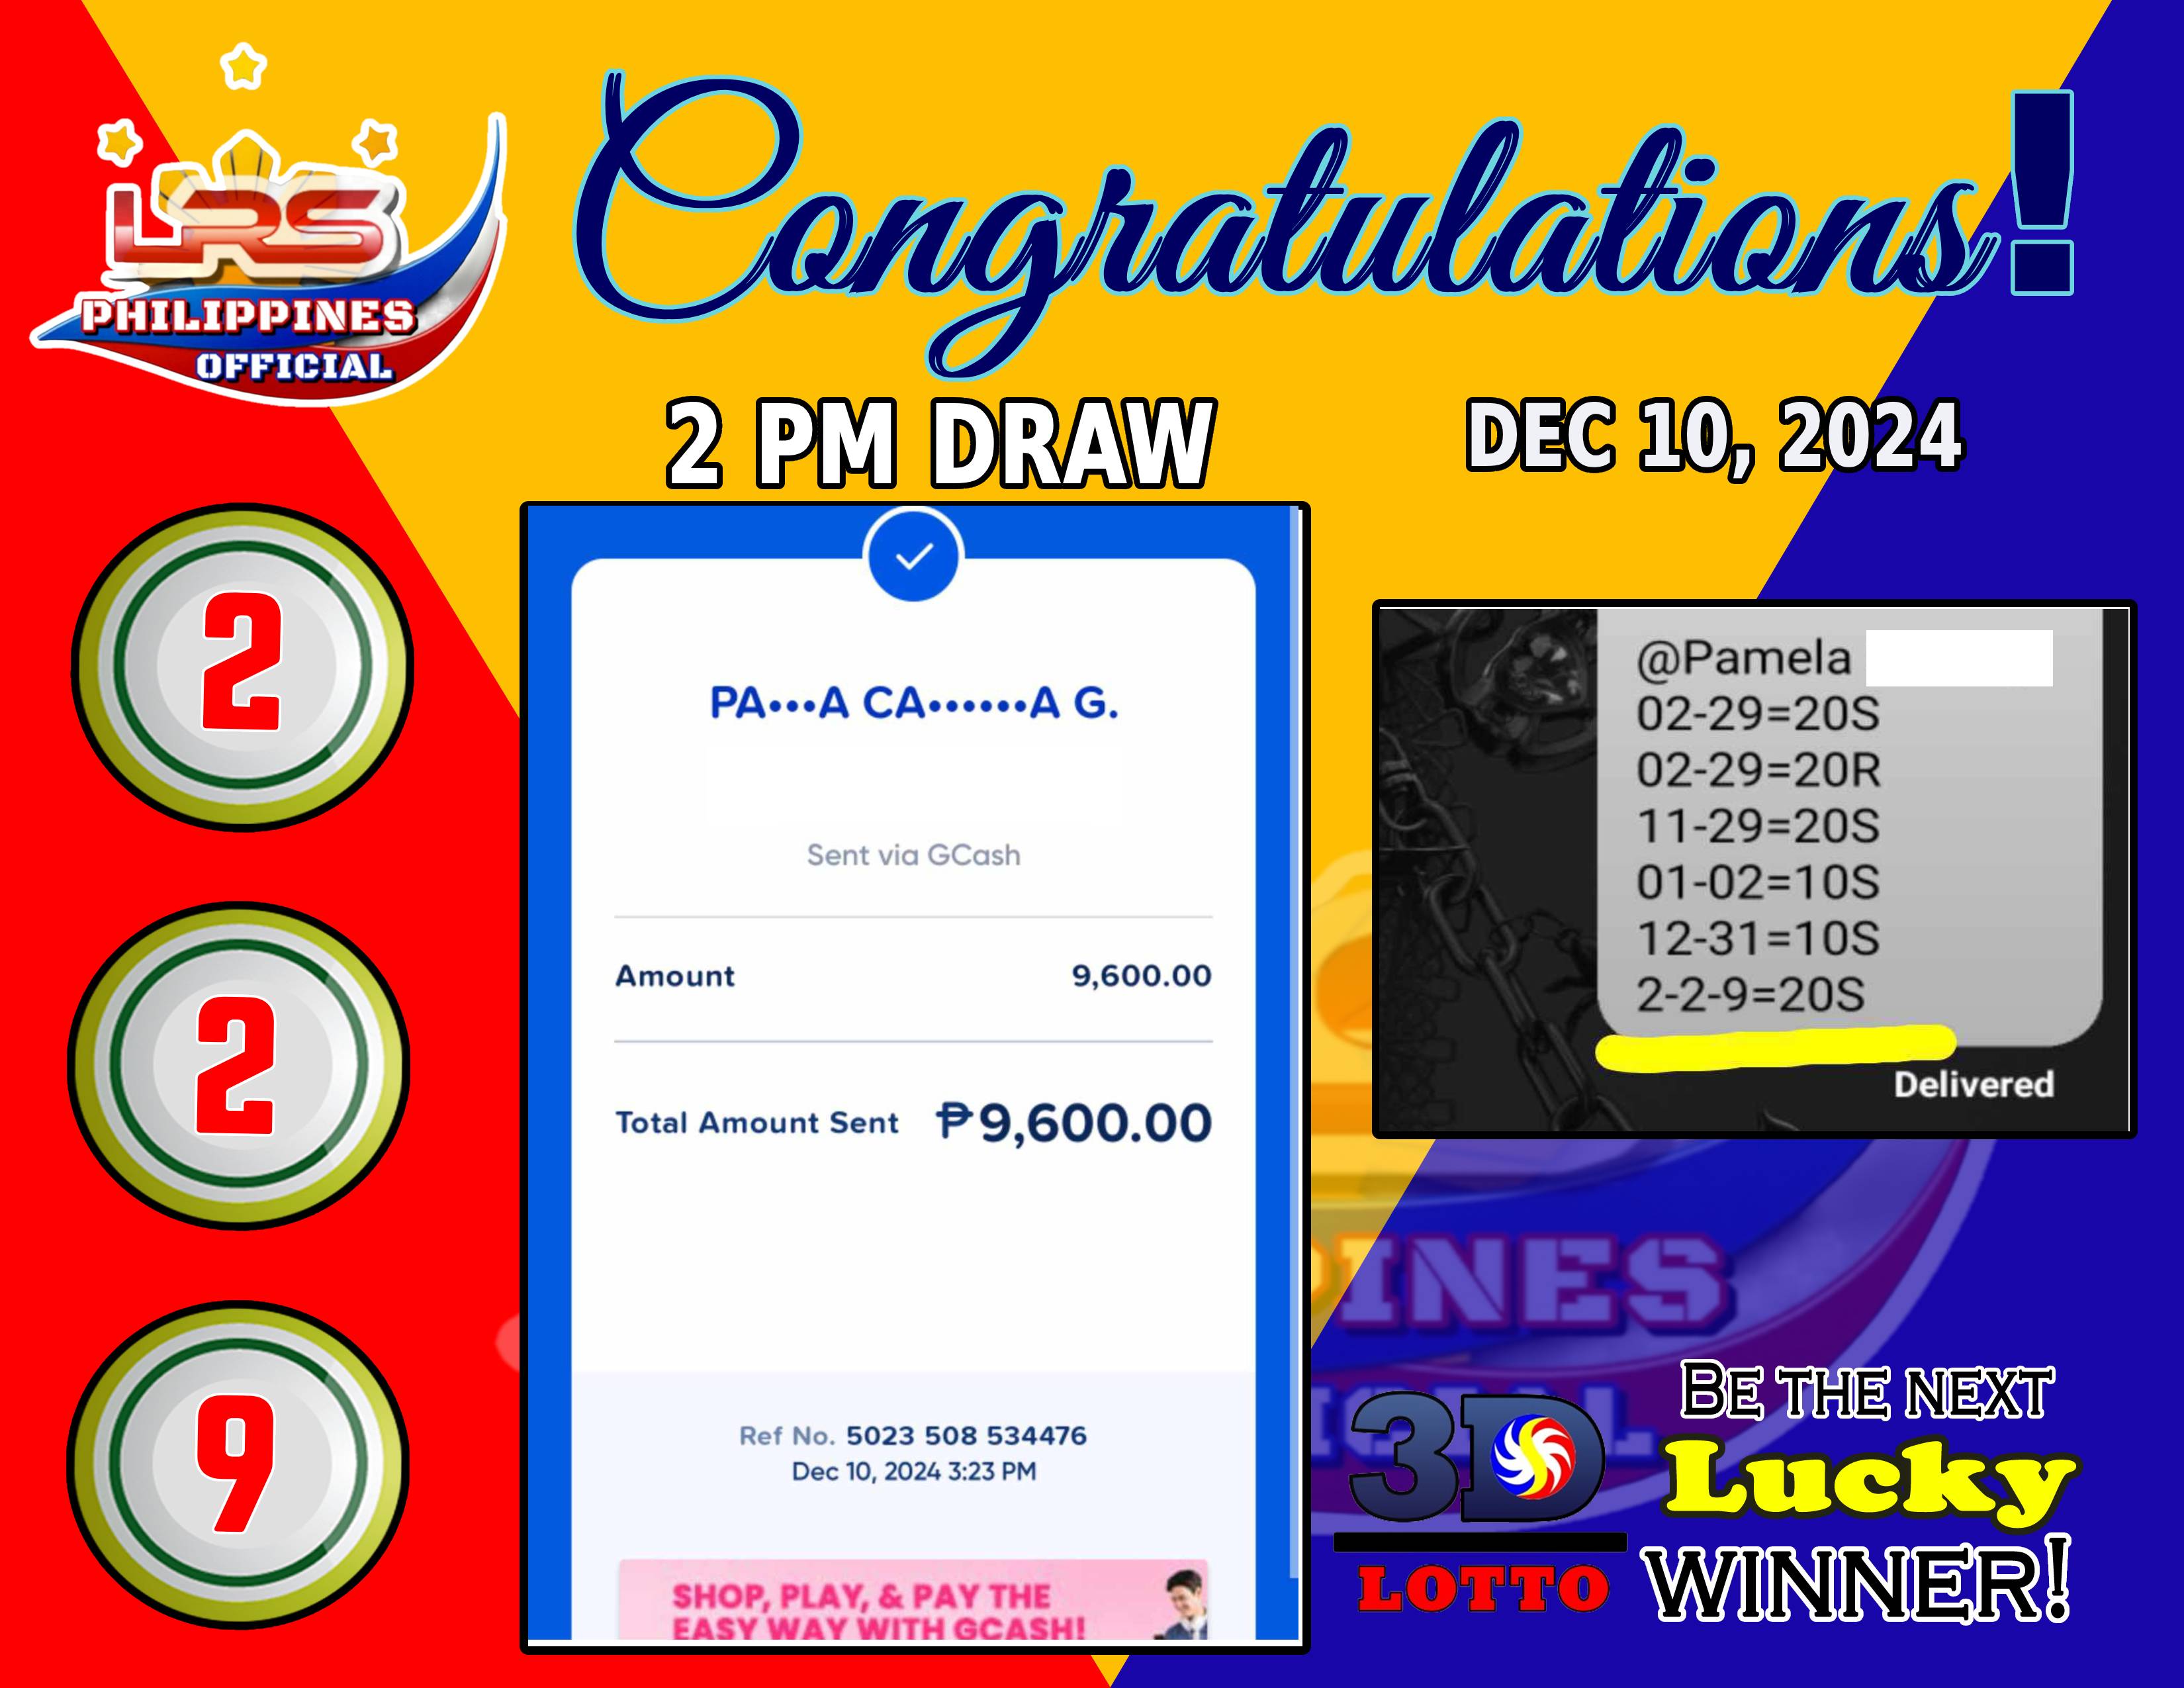 LRS
PHILIPPINES
OFFICIAL
Congratulations!
2 PM DRAW
DEC 10, 2024
2
2
9
PA•••A CA••••••A G.
Sent via GCash
Amount 9,600.00
Total Amount Sent ₱9,600.00
Ref No. 5023 508 534476
Dec 10, 2024 3:23 PM
SHOP, PLAY, & PAY THE
EASY WAY WITH GCASH!
@Pamela
02-29=20S
02-29=20R
11-29=20S
01-02=10S
12-31=10S
2-2-9=20S
Delivered
PINES
ICIAL
3D
LOTTO
BE THE NEXT
Lucky
WINNER!